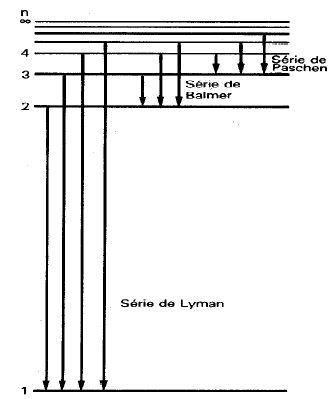 n
∞
4
3
Série de
Paschen
Série de
Balmer
2
Série de Lyman
1